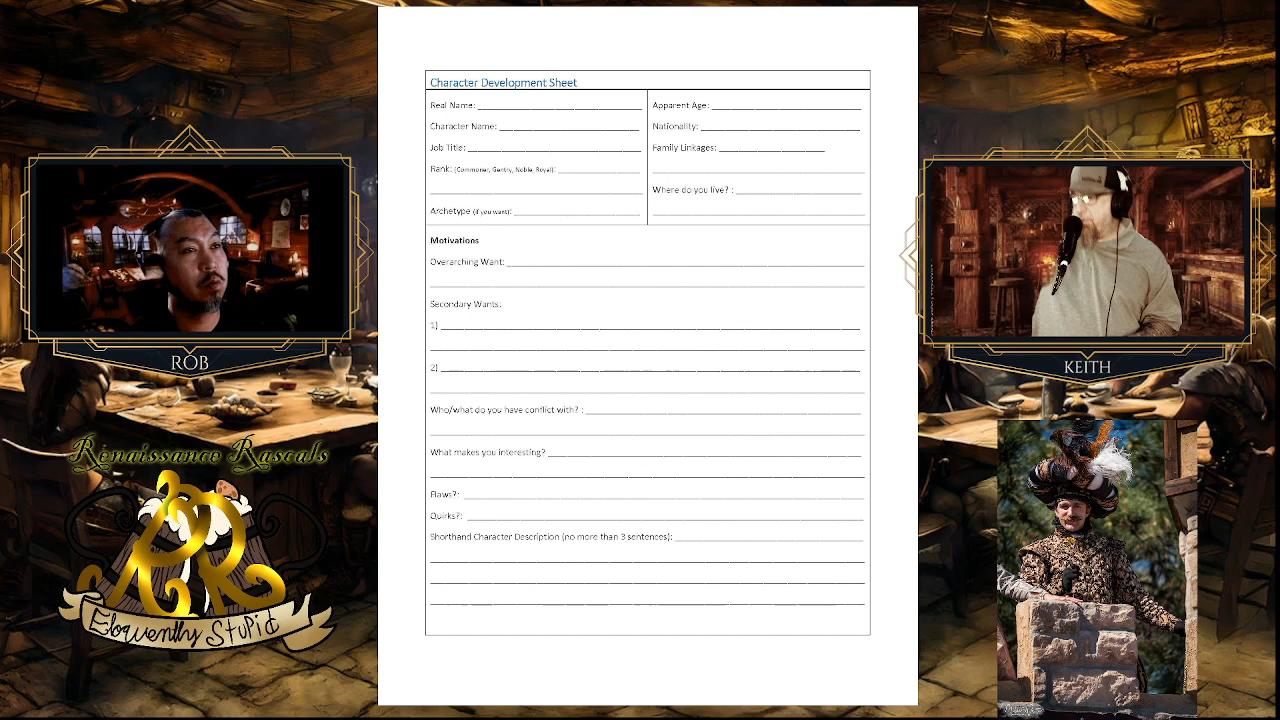 Character Development Sheet
Real Name:
Apparent Age:
Character Name:
Nationality:
Job Title:
Family Linkages:
Rank: (Commoner, Gentry, Noble, Royal):
Where do you live? :
Archetype (if you want):
Motivations
Overarching Want:
Secondary Wants:
1)
2)
Who/what do you have conflict with? :
What makes you interesting?
Flaws?:
Quirks?:
Shorthand Character Description (no more than 3 sentences):
ROB
KEITH
Renaissance Rascals
RR
Eloquently Stupid